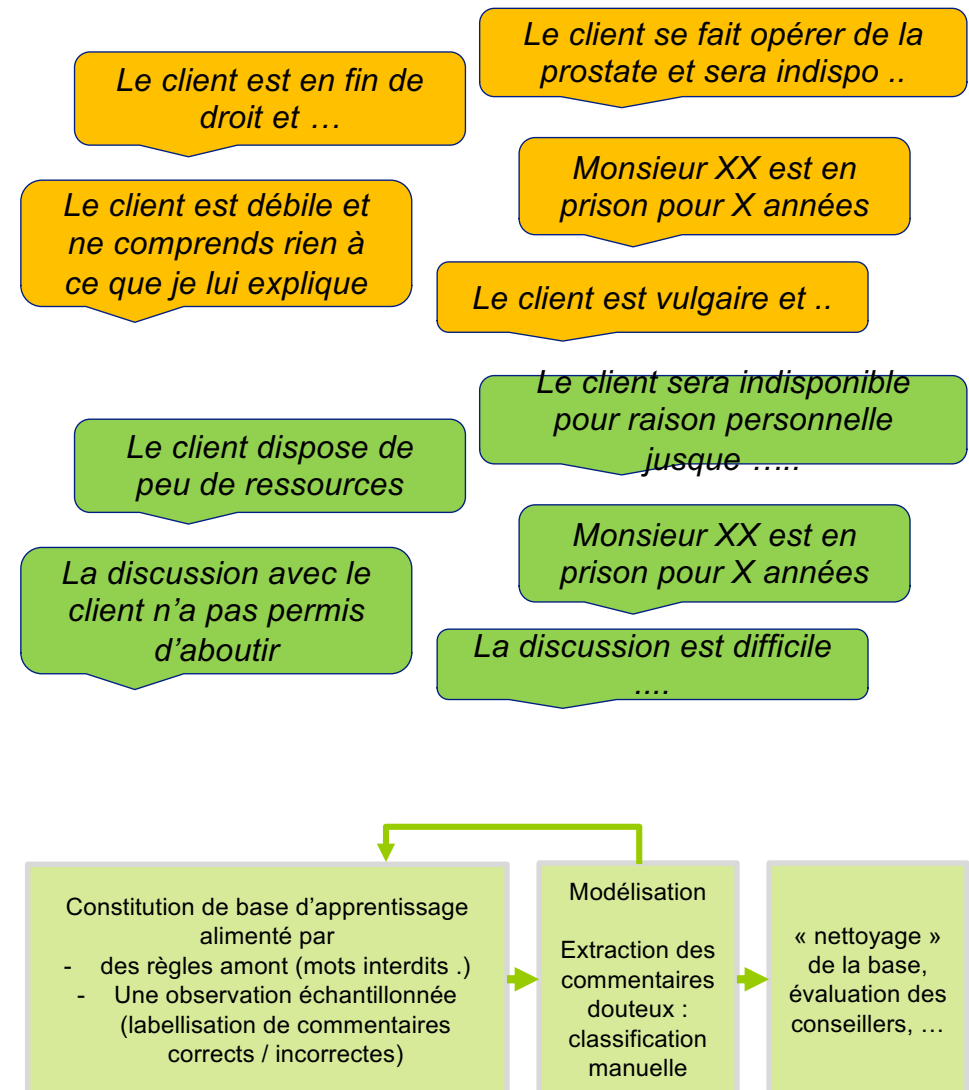 Le client se fait opérer de la
prostate et sera indispo ..
Le client est en fin de
droit et …
Monsieur XX est en
prison pour X années
Le client est débile et
ne comprends rien à
ce que je lui explique
Le client est vulgaire et ..
Le client sera indisponible
pour raison personnelle
jusque …..
Le client dispose de
peu de ressources
Monsieur XX est en
prison pour X années
La discussion avec le
client n'a pas permis
d'aboutir
La discussion est difficile
....
Constitution de base d'apprentissage
alimenté par
- des règles amont (mots interdits .)
- Une observation échantillonnée
(labellisation de commentaires
corrects / incorrectes)
Modélisation
Extraction des
commentaires
douteux :
classification
manuelle
« nettoyage »
de la base,
évaluation des
conseillers, …